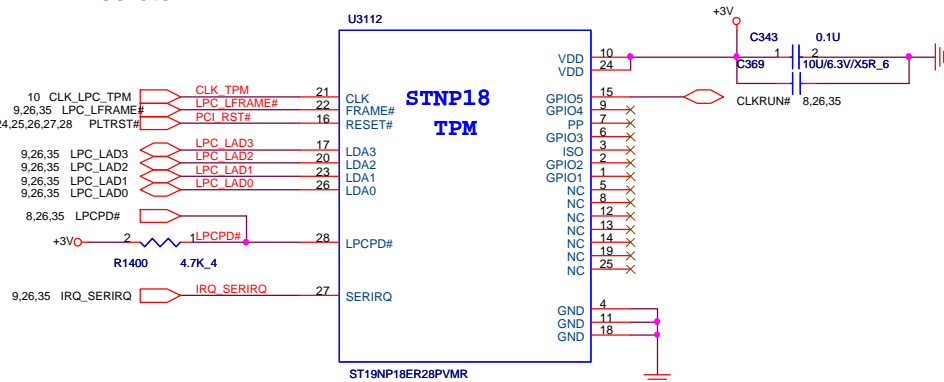 U3112
+3V
C343
0.1U
1
2
C369
10U/6.3V/X5R_6
VDD 10
VDD 24
10 CLK_LPC_TPM
CLK_TPM
21 CLK
9,26,35 LPC_LFRAME#
LPC_LFRAME#
22 FRAME#
24,25,26,27,28 PLTRST#
PCI_RST#
16 RESET#
STNP18
TPM
GPIO5 15
CLKRUN# 8,26,35
GPIO4 9
PP 7
GPIO3 6
ISO 3
GPIO2 2
GPIO1 1
NC 5
NC 8
NC 12
NC 13
NC 14
NC 19
NC 25
9,26,35 LPC_LAD3
LPC_LAD3
17 LDA3
9,26,35 LPC_LAD2
LPC_LAD2
20 LDA2
9,26,35 LPC_LAD1
LPC_LAD1
23 LDA1
9,26,35 LPC_LAD0
LPC_LAD0
26 LDA0
8,26,35 LPCPD#
+3V
2
1
LPCPD#
28 LPCPD#
R1400
4.7K_4
9,26,35 IRQ_SERIRQ
IRQ_SERIRQ
27 SERIRQ
GND 4
GND 11
GND 18
ST19NP18ER28PVMR